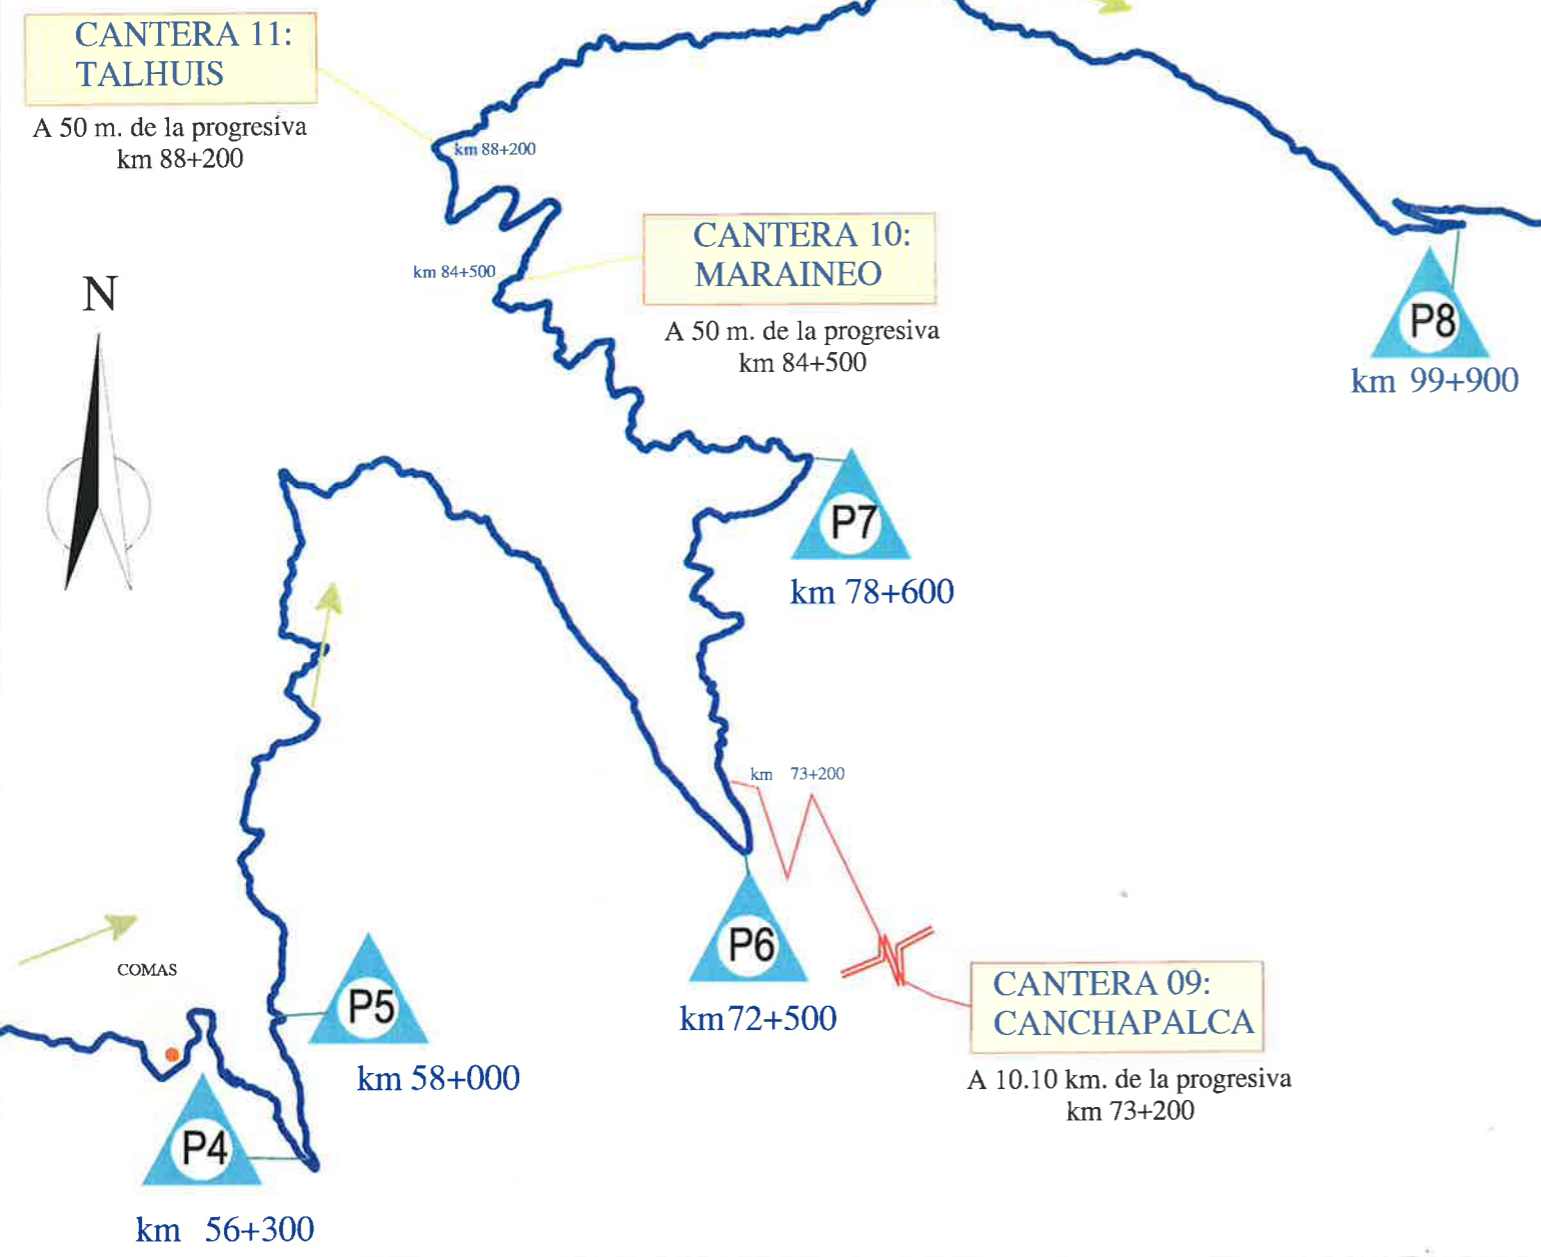 CANTERA 11:
TALHUIS
A 50 m. de la progresiva
km 88+200
km 88+200
CANTERA 10:
MARAINEO
km 84+500
A 50 m. de la progresiva
km 84+500
N
P8
km 99+900
P7
km 78+600
km 73+200
P6
km 72+500
CANTERA 09:
CANCHAPALCA
A 10.10 km. de la progresiva
km 73+200
COMAS
P5
km 58+000
P4
km 56+300